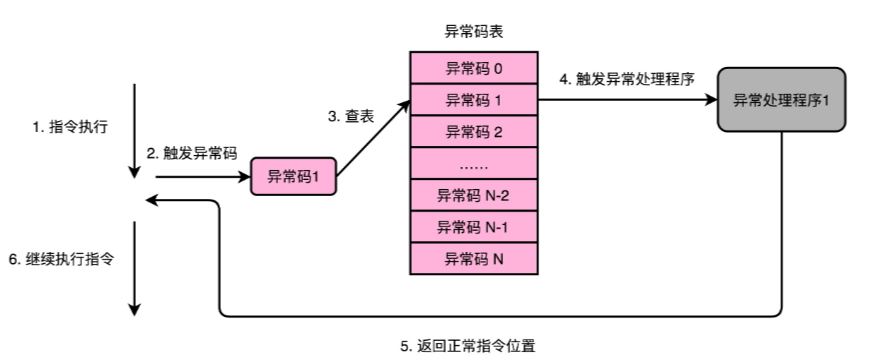 异常码表
异常码 0
4. 触发异常处理程序
异常码 1
异常处理程序1
3. 查表
1. 指令执行
异常码 2
2. 触发异常码
……
异常码1
异常码 N-2
异常码 N-1
6. 继续执行指令
异常码 N
5. 返回正常指令位置